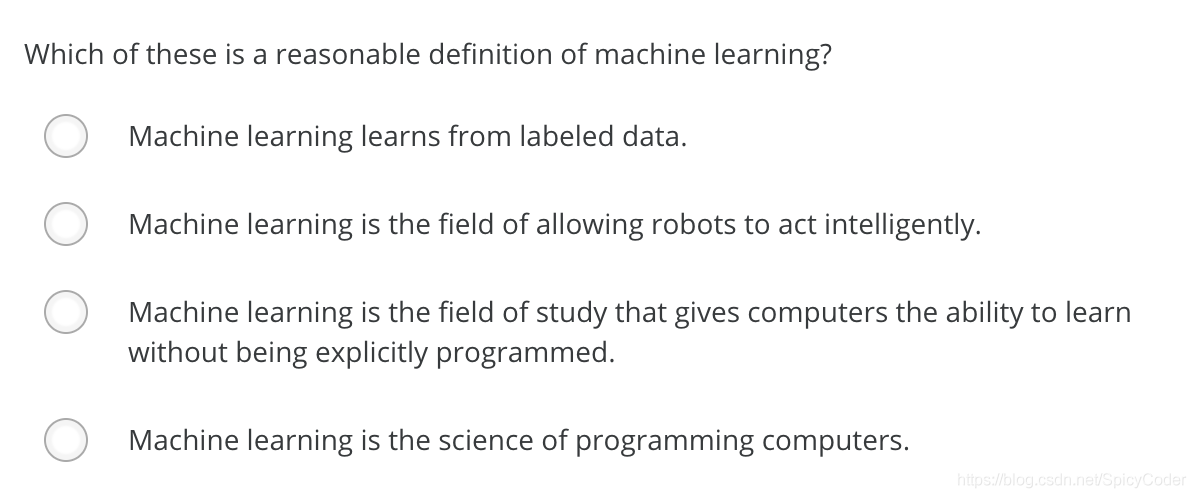 Which of these is a reasonable definition of machine learning?
Machine learning learns from labeled data.
Machine learning is the field of allowing robots to act intelligently.
Machine learning is the field of study that gives computers the ability to learn
without being explicitly programmed.
Machine learning is the science of programming computers.
https://blog.csdn.net/SpicyCoder